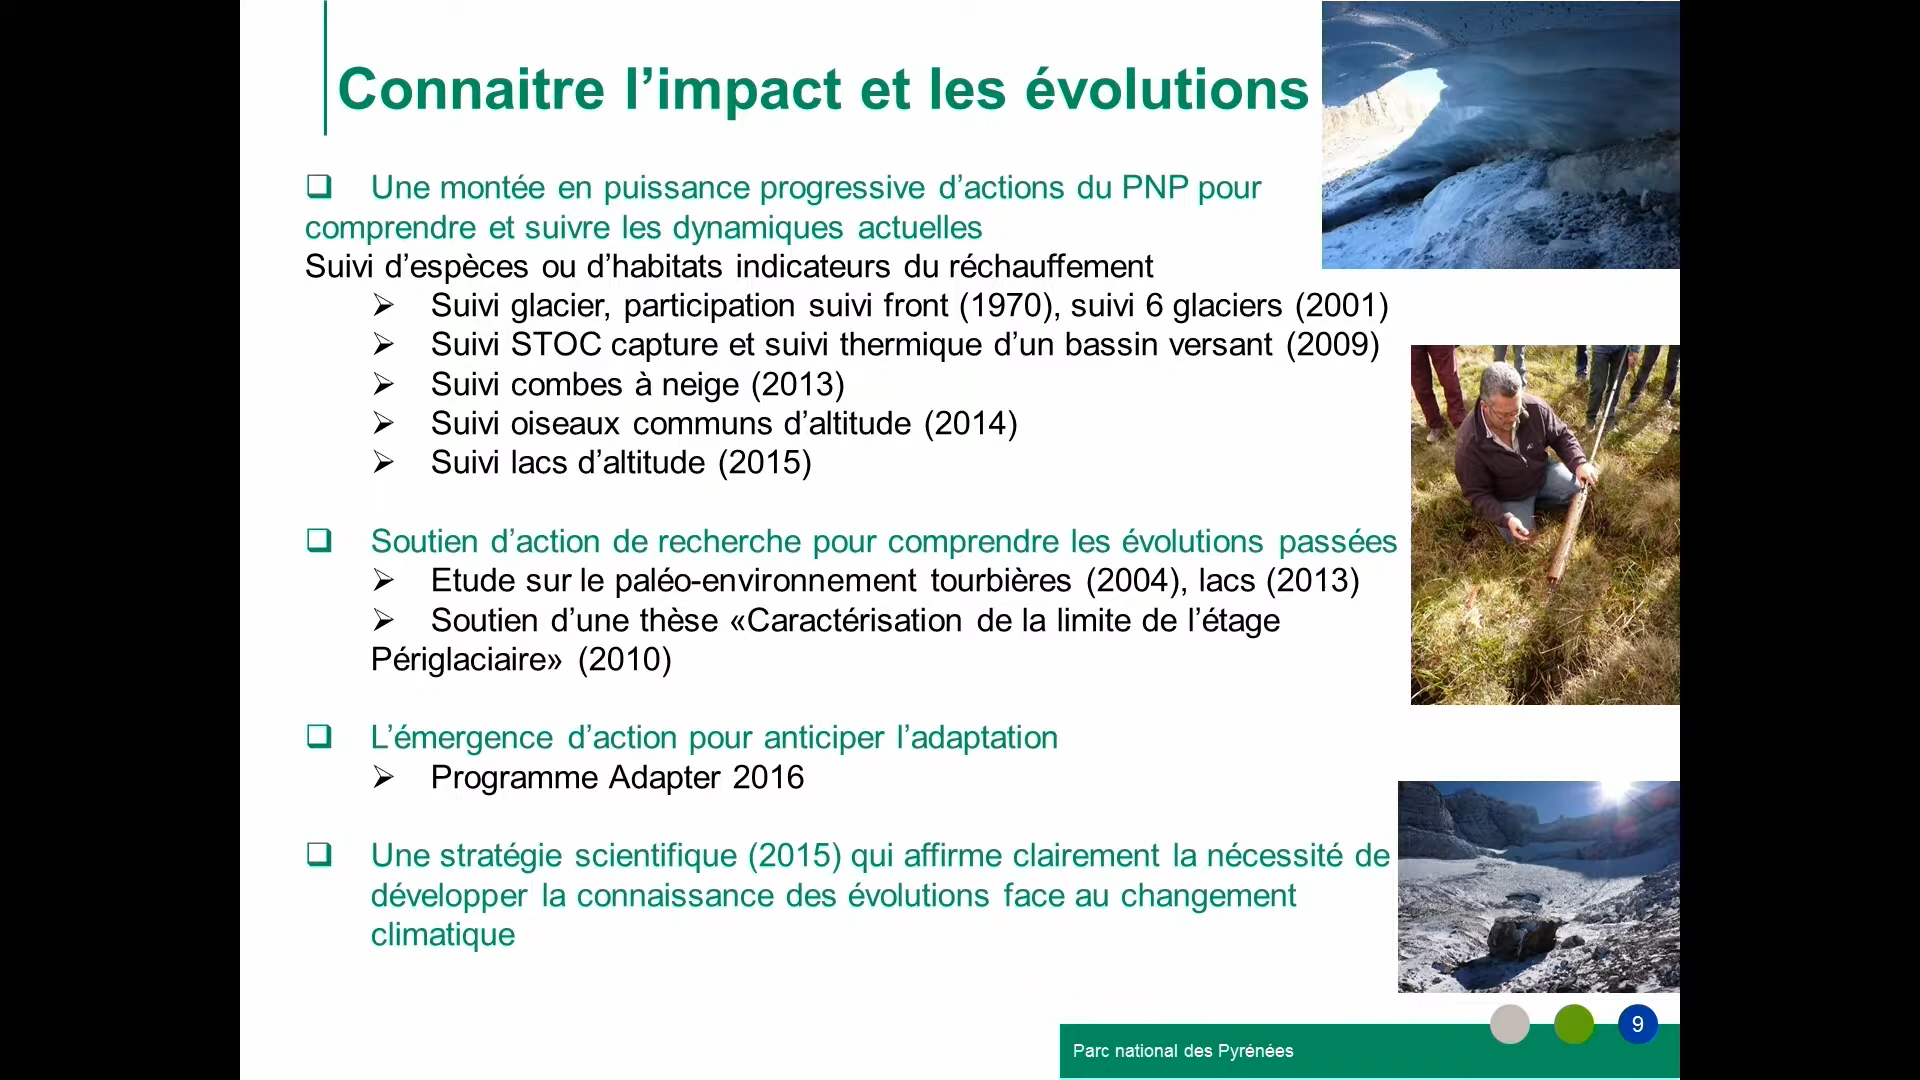 Connaitre l’impact et les évolutions
❑ Une montée en puissance progressive d’actions du PNP pour
comprendre et suivre les dynamiques actuelles
Suivi d’espèces ou d’habitats indicateurs du réchauffement
➢ Suivi glacier, participation suivi front (1970), suivi 6 glaciers (2001)
➢ Suivi STOC capture et suivi thermique d’un bassin versant (2009)
➢ Suivi combes à neige (2013)
➢ Suivi oiseaux communs d’altitude (2014)
➢ Suivi lacs d’altitude (2015)
❑ Soutien d’action de recherche pour comprendre les évolutions passées
➢ Etude sur le paléo-environnement tourbières (2004), lacs (2013)
➢ Soutien d’une thèse «Caractérisation de la limite de l’étage
Périglaciaire» (2010)
❑ L’émergence d’action pour anticiper l’adaptation
➢ Programme Adapter 2016
❑ Une stratégie scientifique (2015) qui affirme clairement la nécessité de
développer la connaissance des évolutions face au changement
climatique
9
Parc national des Pyrénées